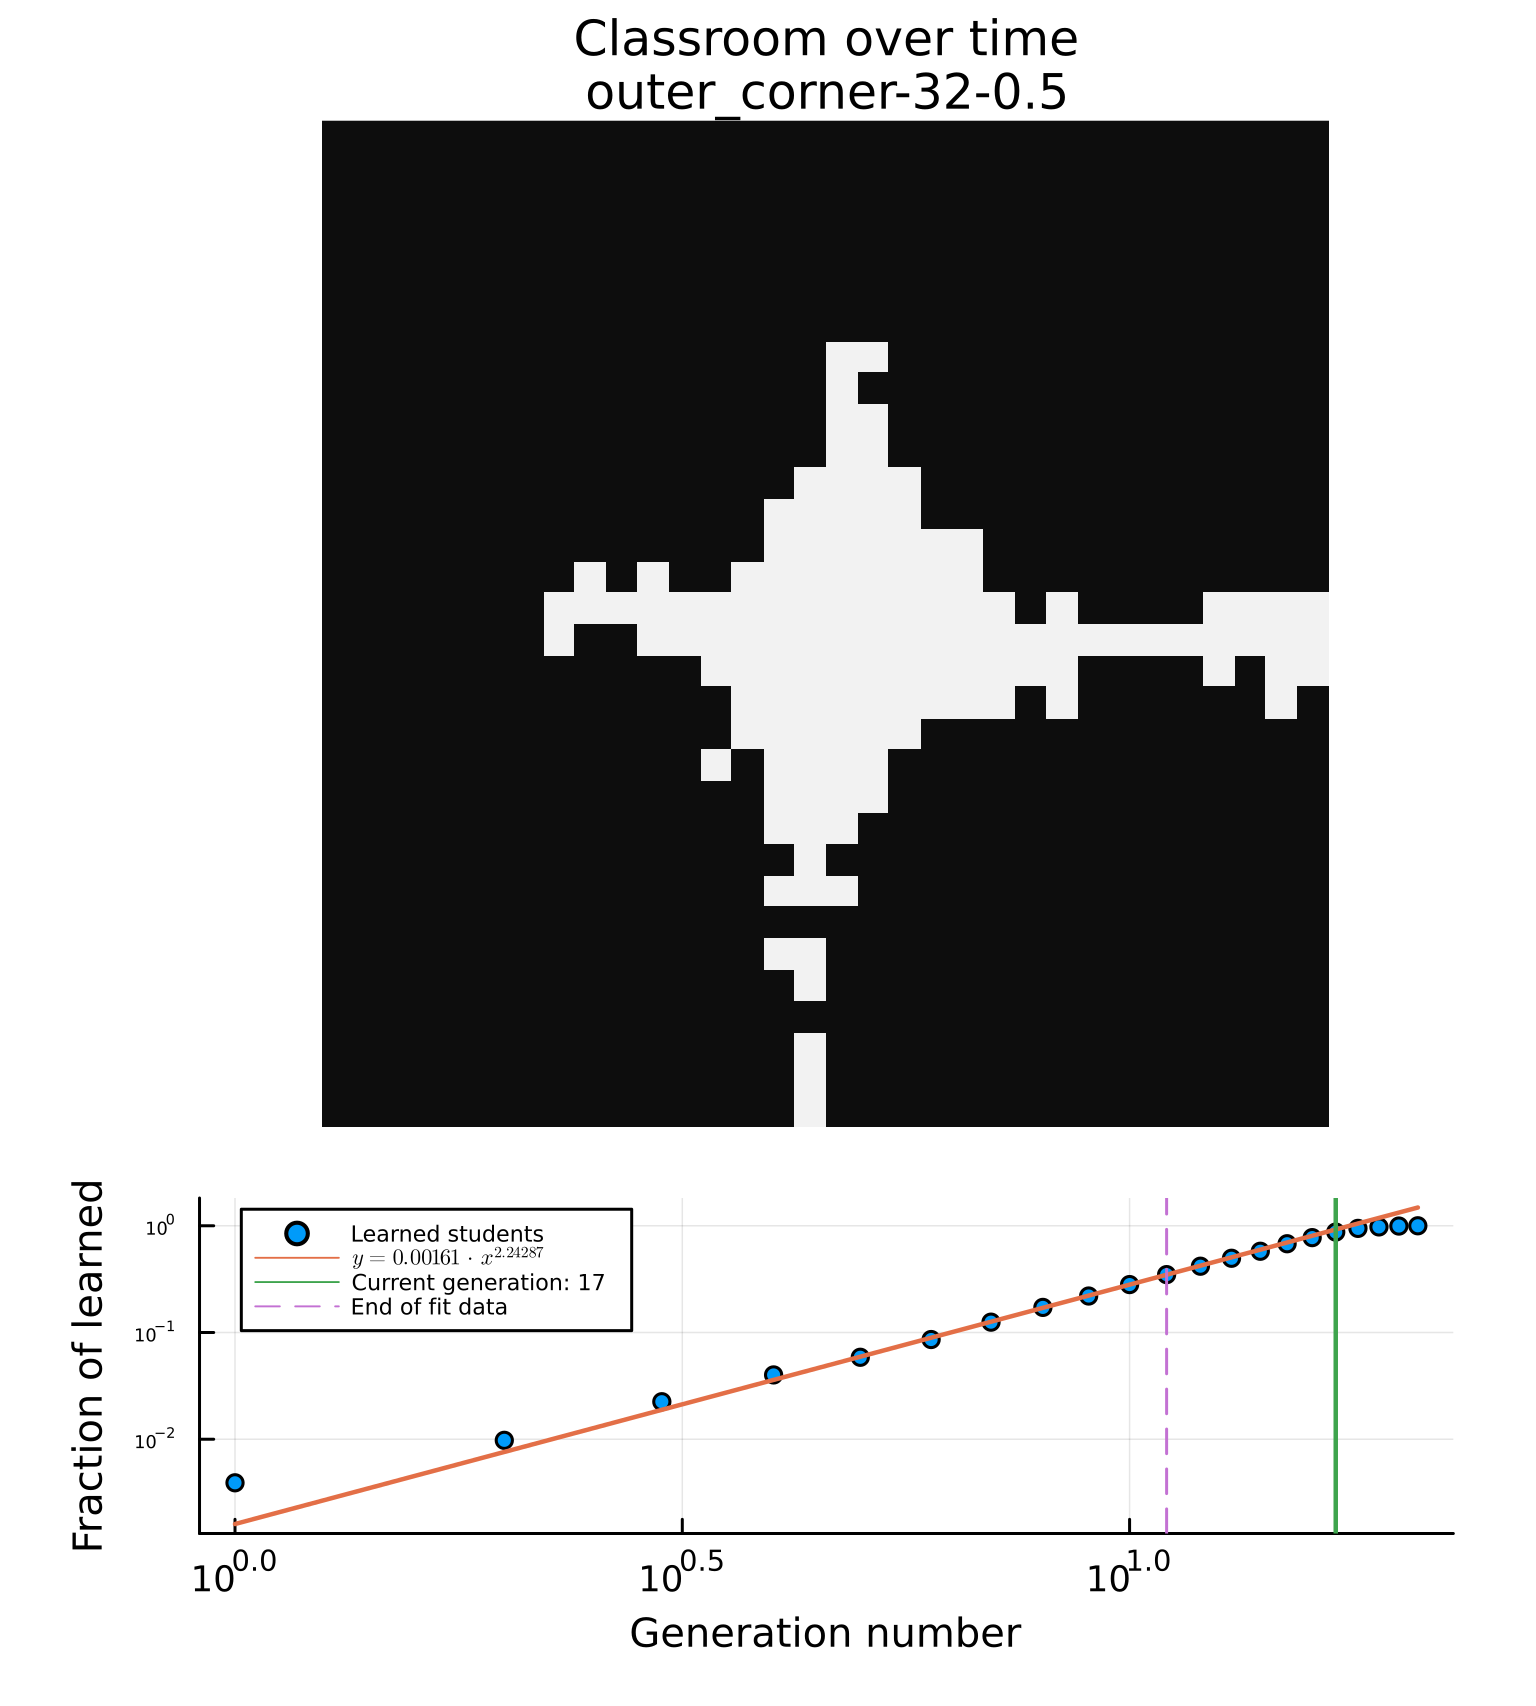 Classroom over time
outer_corner-32-0.5
Fraction of learned
10^0
10^-1
10^-2
Learned students
y = 0.00161 · x^2.24287
Current generation: 17
End of fit data
10^0.0
10^0.5
10^1.0
Generation number